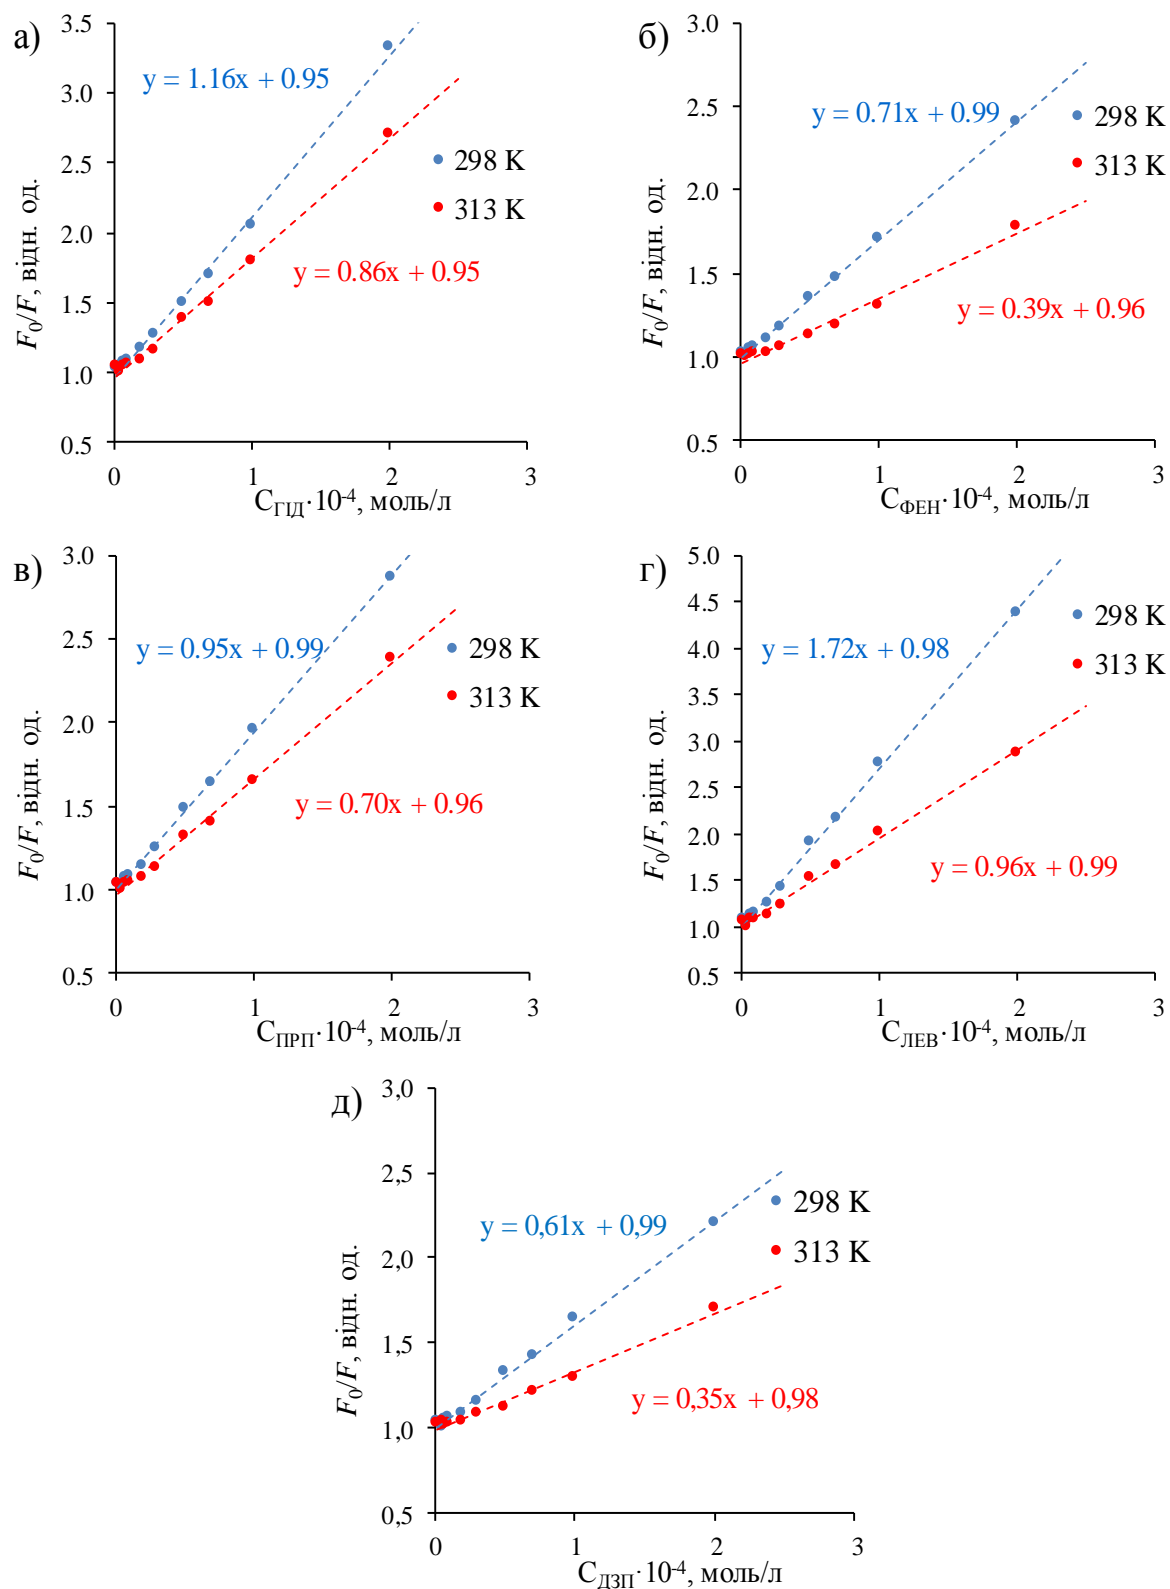 а)
3.5
3.0
2.5
2.0
1.5
1.0
0.5
F₀/F, відн. од.
y = 1.16x + 0.95
298 K
313 K
y = 0.86x + 0.95
0 1 2 3
CГІД·10⁻⁴, моль/л
б)
3.0
2.5
2.0
1.5
1.0
0.5
F₀/F, відн. од.
y = 0.71x + 0.99
298 K
313 K
y = 0.39x + 0.96
0 1 2 3
CФЕН·10⁻⁴, моль/л
в)
3.0
2.5
2.0
1.5
1.0
0.5
F₀/F, відн. од.
y = 0.95x + 0.99
298 K
313 K
y = 0.70x + 0.96
0 1 2 3
CПРП·10⁻⁴, моль/л
г)
5.0
4.5
4.0
3.5
3.0
2.5
2.0
1.5
1.0
0.5
F₀/F, відн. од.
y = 1.72x + 0.98
298 K
313 K
y = 0.96x + 0.99
0 1 2 3
CЛЕВ·10⁻⁴, моль/л
д)
3,0
2,5
2,0
1,5
1,0
0,5
F₀/F, відн. од.
298 K
y = 0,61x + 0,99
313 K
y = 0,35x + 0,98
0 1 2 3
CДЗП·10⁻⁴, моль/л